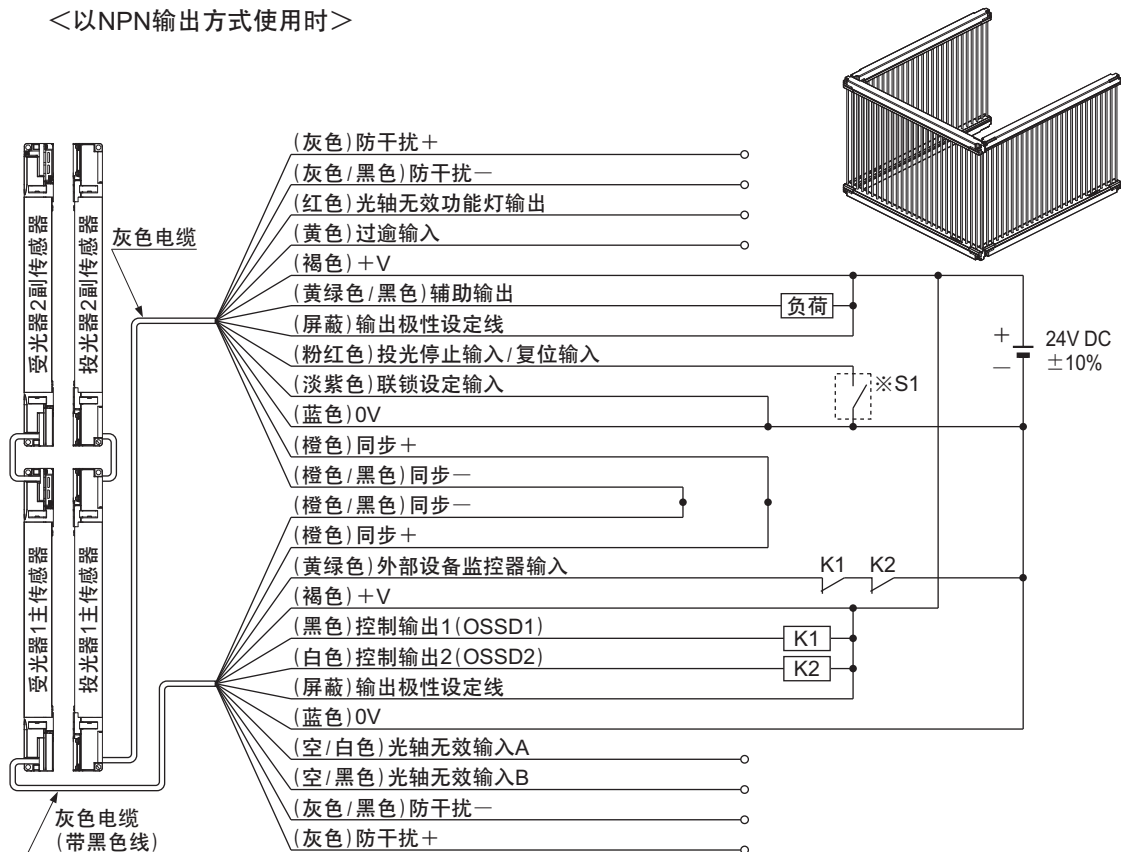 ＜以NPN输出方式使用时＞
(灰色)防干扰＋
(灰色/黑色)防干扰－
(红色)光轴无效功能灯输出
(黄色)过逾输入
(褐色)＋V
(黄绿色/黑色)辅助输出
(屏蔽)输出极性设定线
(粉红色)投光停止输入/复位输入
(淡紫色)联锁设定输入
(蓝色)0V
(橙色)同步＋
(橙色/黑色)同步－
(橙色/黑色)同步－
(橙色)同步＋
(黄绿色)外部设备监控器输入
(褐色)＋V
(黑色)控制输出1(OSSD1)
(白色)控制输出2(OSSD2)
(屏蔽)输出极性设定线
(蓝色)0V
(空/白色)光轴无效输入A
(空/黑色)光轴无效输入B
(灰色/黑色)防干扰－
(灰色)防干扰＋
灰色电缆
受光器2副传感器
投光器2副传感器
受光器1主传感器
投光器1主传感器
灰色电缆
(带黑色线)
负荷
※S1
＋
－
24V DC
±10%
K1
K2
K1
K2